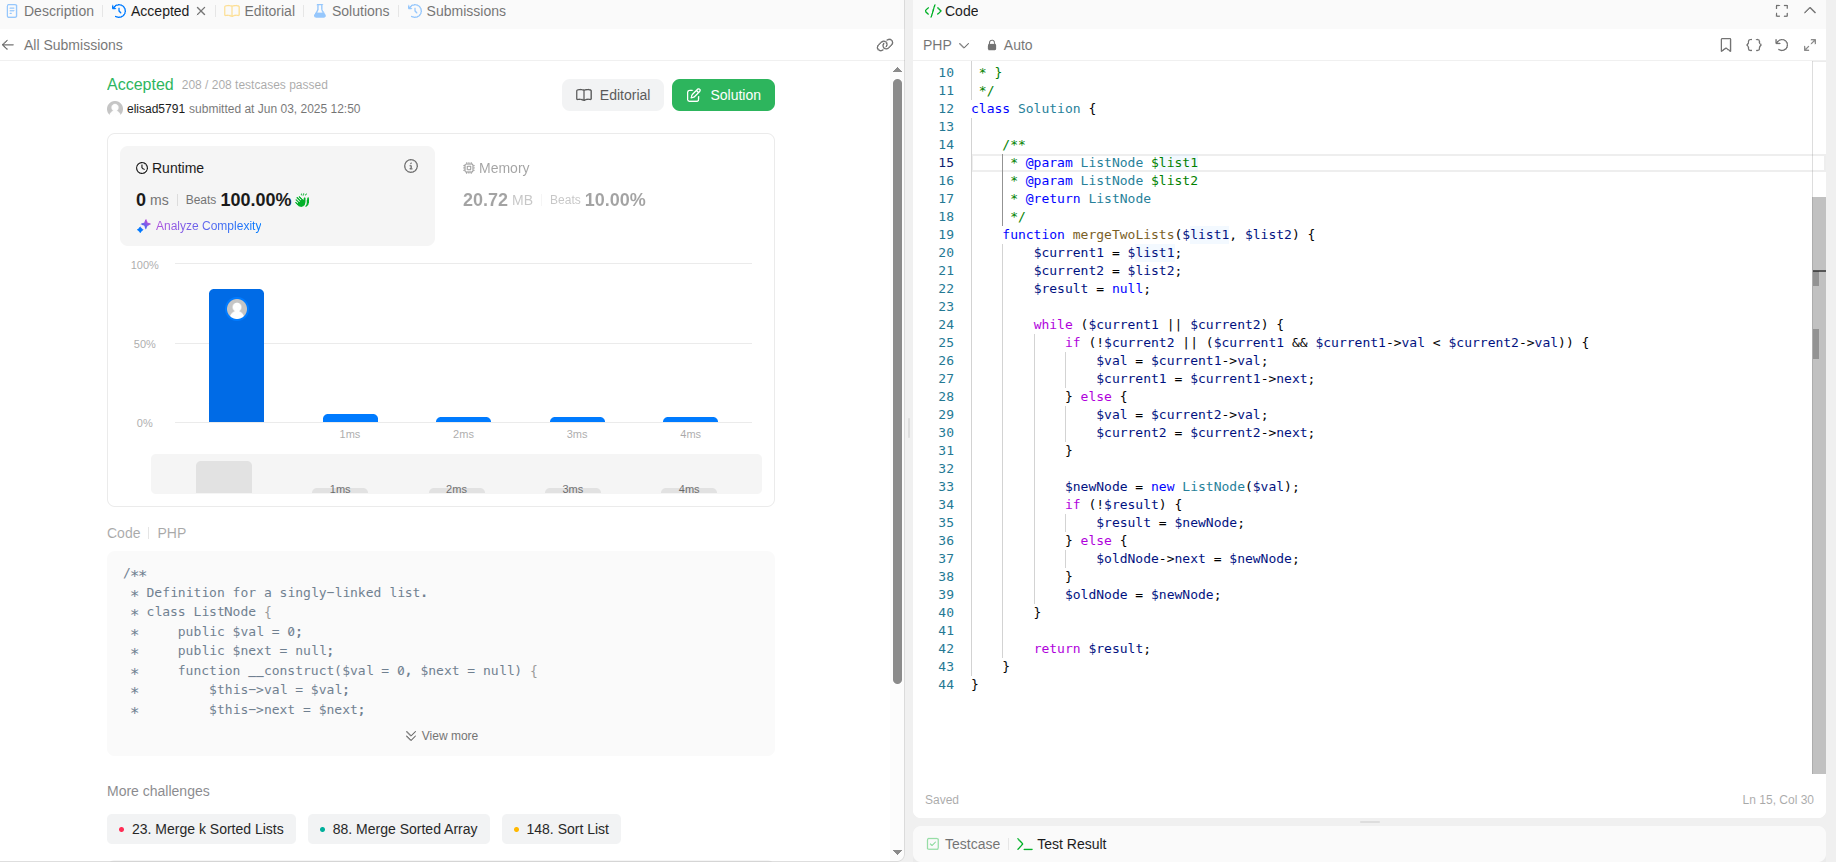 Description
Accepted
Editorial
Solutions
Submissions
All Submissions
Accepted 208 / 208 testcases passed
elisad5791 submitted at Jun 03, 2025 12:50
Editorial
Solution
Runtime
0 ms | Beats 100.00%
Analyze Complexity
Memory
20.72 MB | Beats 10.00%
100%
50%
0%
1ms 2ms 3ms 4ms
1ms 2ms 3ms 4ms
Code | PHP
/**
 * Definition for a singly-linked list.
 * class ListNode {
 *     public $val = 0;
 *     public $next = null;
 *     function __construct($val = 0, $next = null) {
 *         $this->val = $val;
 *         $this->next = $next;
View more
More challenges
23. Merge k Sorted Lists
88. Merge Sorted Array
148. Sort List
</> Code
PHP
Auto
10  * }
11  */
12 class Solution {
13
14     /**
15      * @param ListNode $list1
16      * @param ListNode $list2
17      * @return ListNode
18      */
19     function mergeTwoLists($list1, $list2) {
20         $current1 = $list1;
21         $current2 = $list2;
22         $result = null;
23
24         while ($current1 || $current2) {
25             if (!$current2 || ($current1 && $current1->val < $current2->val)) {
26                 $val = $current1->val;
27                 $current1 = $current1->next;
28             } else {
29                 $val = $current2->val;
30                 $current2 = $current2->next;
31             }
32
33             $newNode = new ListNode($val);
34             if (!$result) {
35                 $result = $newNode;
36             } else {
37                 $oldNode->next = $newNode;
38             }
39             $oldNode = $newNode;
40         }
41
42         return $result;
43     }
44 }
Saved
Ln 15, Col 30
Testcase
Test Result